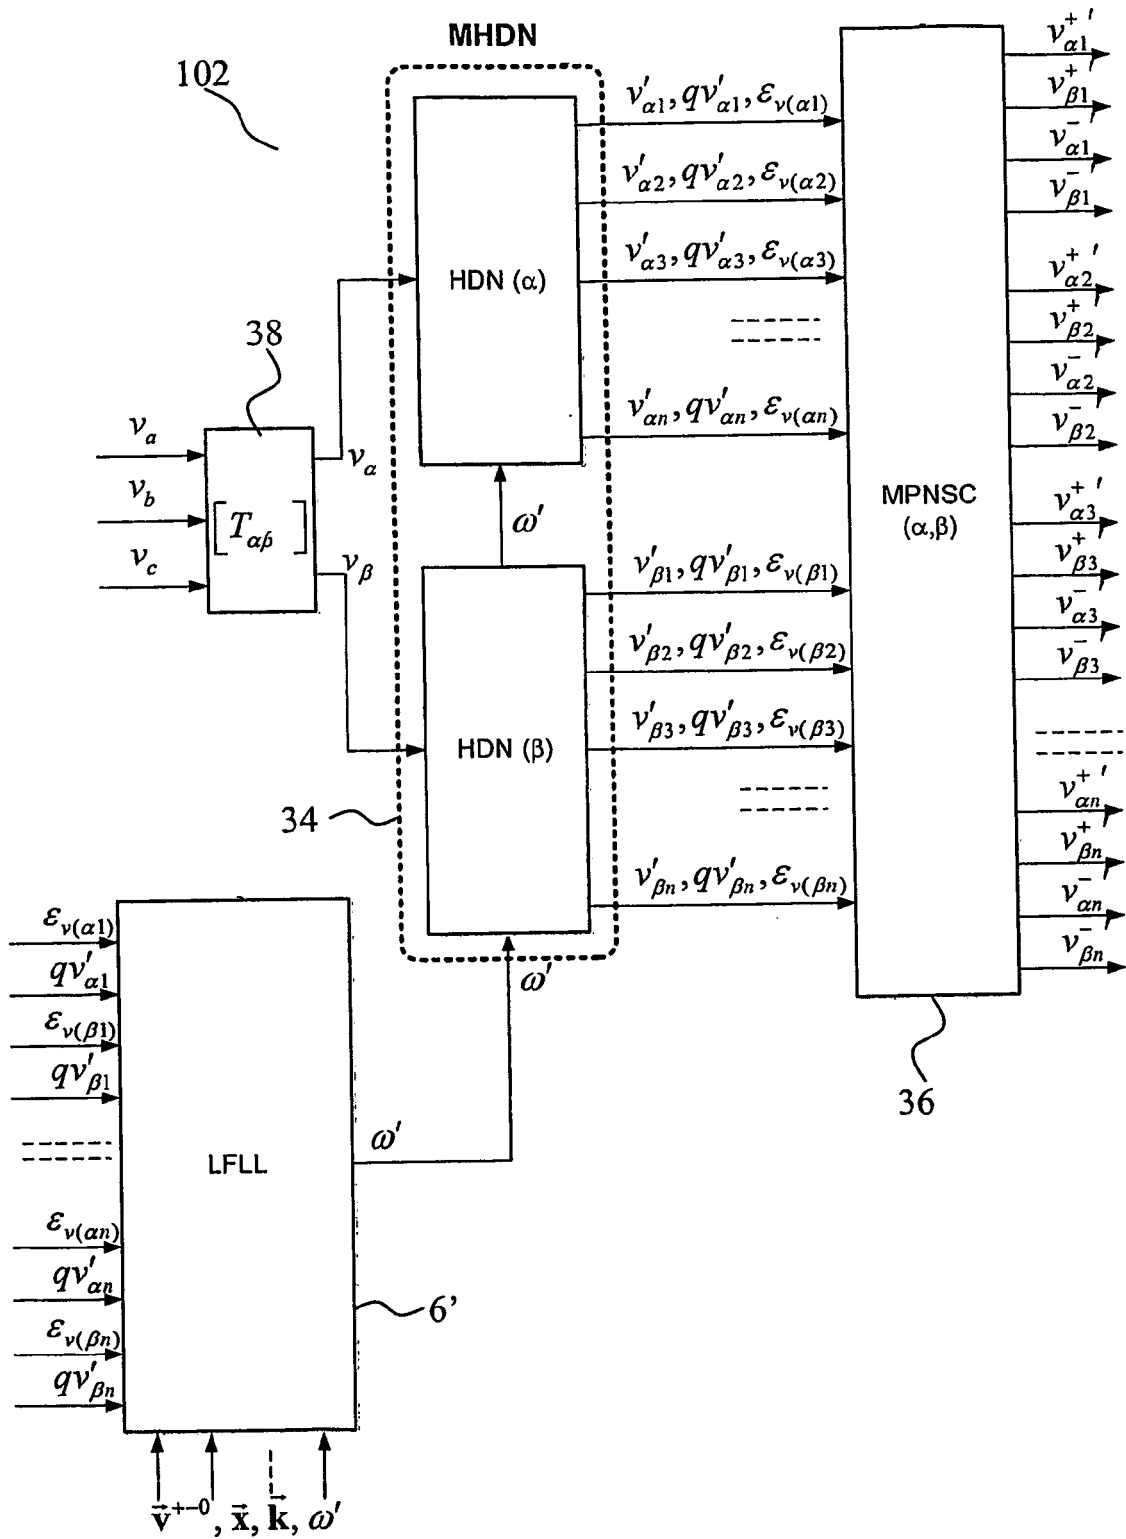 MHDN
102
HDN (α)
v'α1, qv'α1, εv(α1)
v'α2, qv'α2, εv(α2)
v'α3, qv'α3, εv(α3)
v'αn, qv'αn, εv(αn)
38
va
vb
vc
[Tαβ]
vα
vβ
ω'
HDN (β)
v'β1, qv'β1, εv(β1)
v'β2, qv'β2, εv(β2)
v'β3, qv'β3, εv(β3)
v'βn, qv'βn, εv(βn)
34
ω'
MPNSC
(α,β)
36
v+α1'
v+β1'
v-α1'
v-β1'
v+α2'
v+β2'
v-α2'
v-β2'
v+α3'
v+β3'
v-α3'
v-β3'
v+αn'
v+βn'
v-αn'
v-βn'
εv(α1)
qv'α1
εv(β1)
qv'β1
εv(αn)
qv'αn
εv(βn)
qv'βn
LFLL
ω'
6'
v⃗+-0, x⃗, k⃗, ω'